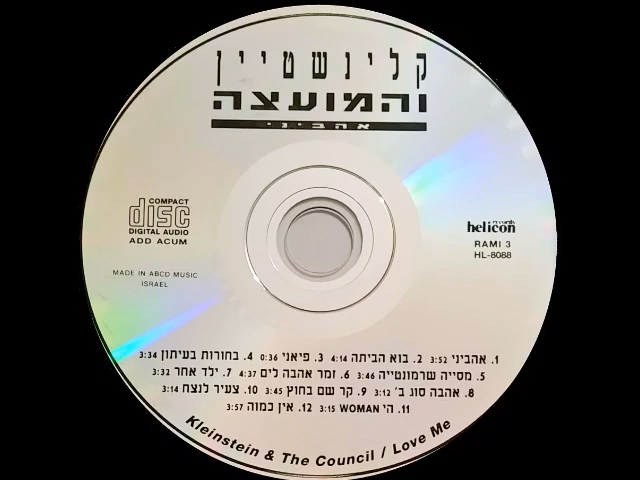 קלינשטיין
והמועצה
אהביני
COMPACT
disc
DIGITAL AUDIO
ADD ACUM
records
helicon
RAMI 3
HL-8088
MADE IN ABCD MUSIC
ISRAEL
1. אהביני 3:52 2. בוא הביתה 4:14 3. פיאני 0:36 4. בחורות בעיתון 3:34
5. מסייה שרמונטייה 3:46 6. זמר אהבה לים 4:37 7. ילד אחר 3:32
8. אהבה סוג ב' 3:12 9. קר שם בחוץ 3:45 10. צעיר לנצח 3:14
11. הי WOMAN 3:15 12. אין כמוה 3:57
Kleinstein & The Council / Love Me